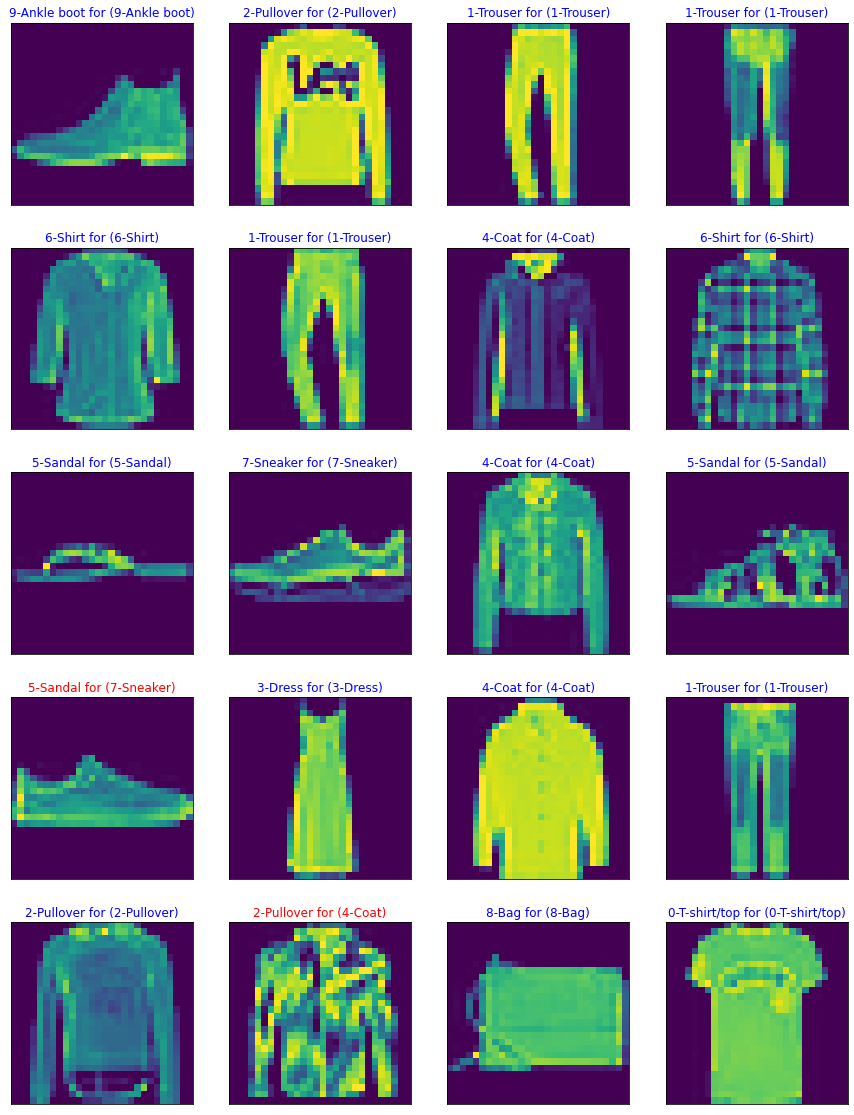 9-Ankle boot for (9-Ankle boot)
2-Pullover for (2-Pullover)
1-Trouser for (1-Trouser)
1-Trouser for (1-Trouser)
6-Shirt for (6-Shirt)
1-Trouser for (1-Trouser)
4-Coat for (4-Coat)
6-Shirt for (6-Shirt)
5-Sandal for (5-Sandal)
7-Sneaker for (7-Sneaker)
4-Coat for (4-Coat)
5-Sandal for (5-Sandal)
5-Sandal for (7-Sneaker)
3-Dress for (3-Dress)
4-Coat for (4-Coat)
1-Trouser for (1-Trouser)
2-Pullover for (2-Pullover)
2-Pullover for (4-Coat)
8-Bag for (8-Bag)
0-T-shirt/top for (0-T-shirt/top)